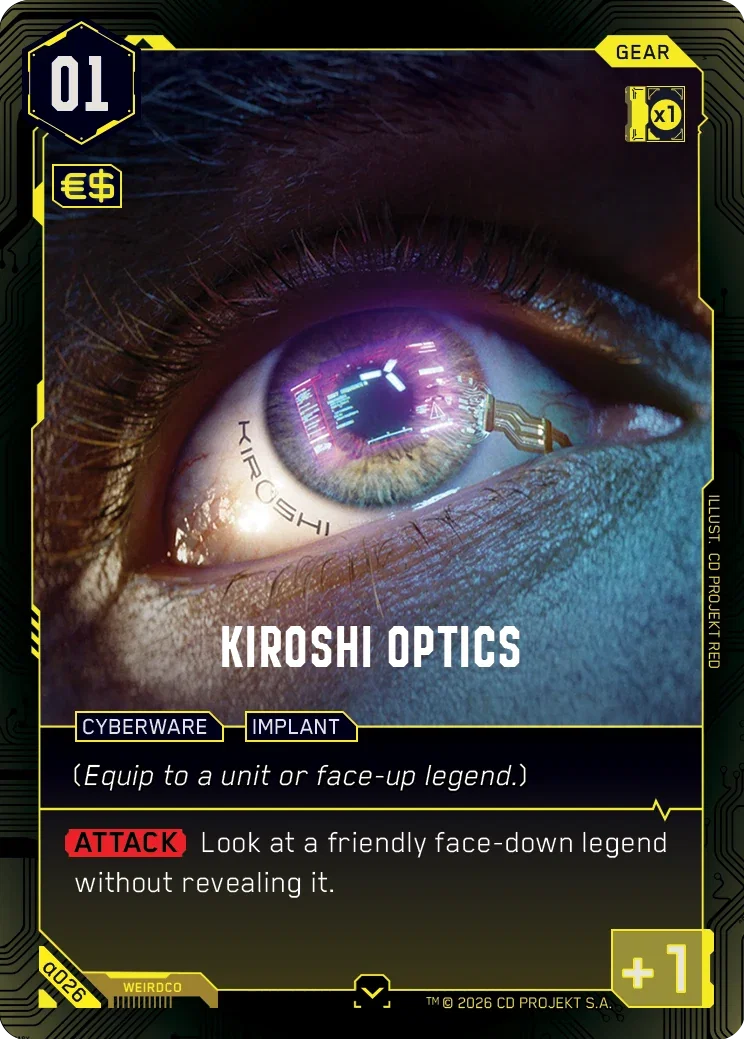 01
GEAR
x1
€$
KIROSHI
ILLUST. CD PROJEKT RED
KIROSHI OPTICS
CYBERWARE IMPLANT
(Equip to a unit or face-up legend.)
ATTACK Look at a friendly face-down legend
without revealing it.
+1
α026
WEIRDCO
™© 2026 CD PROJEKT S.A.